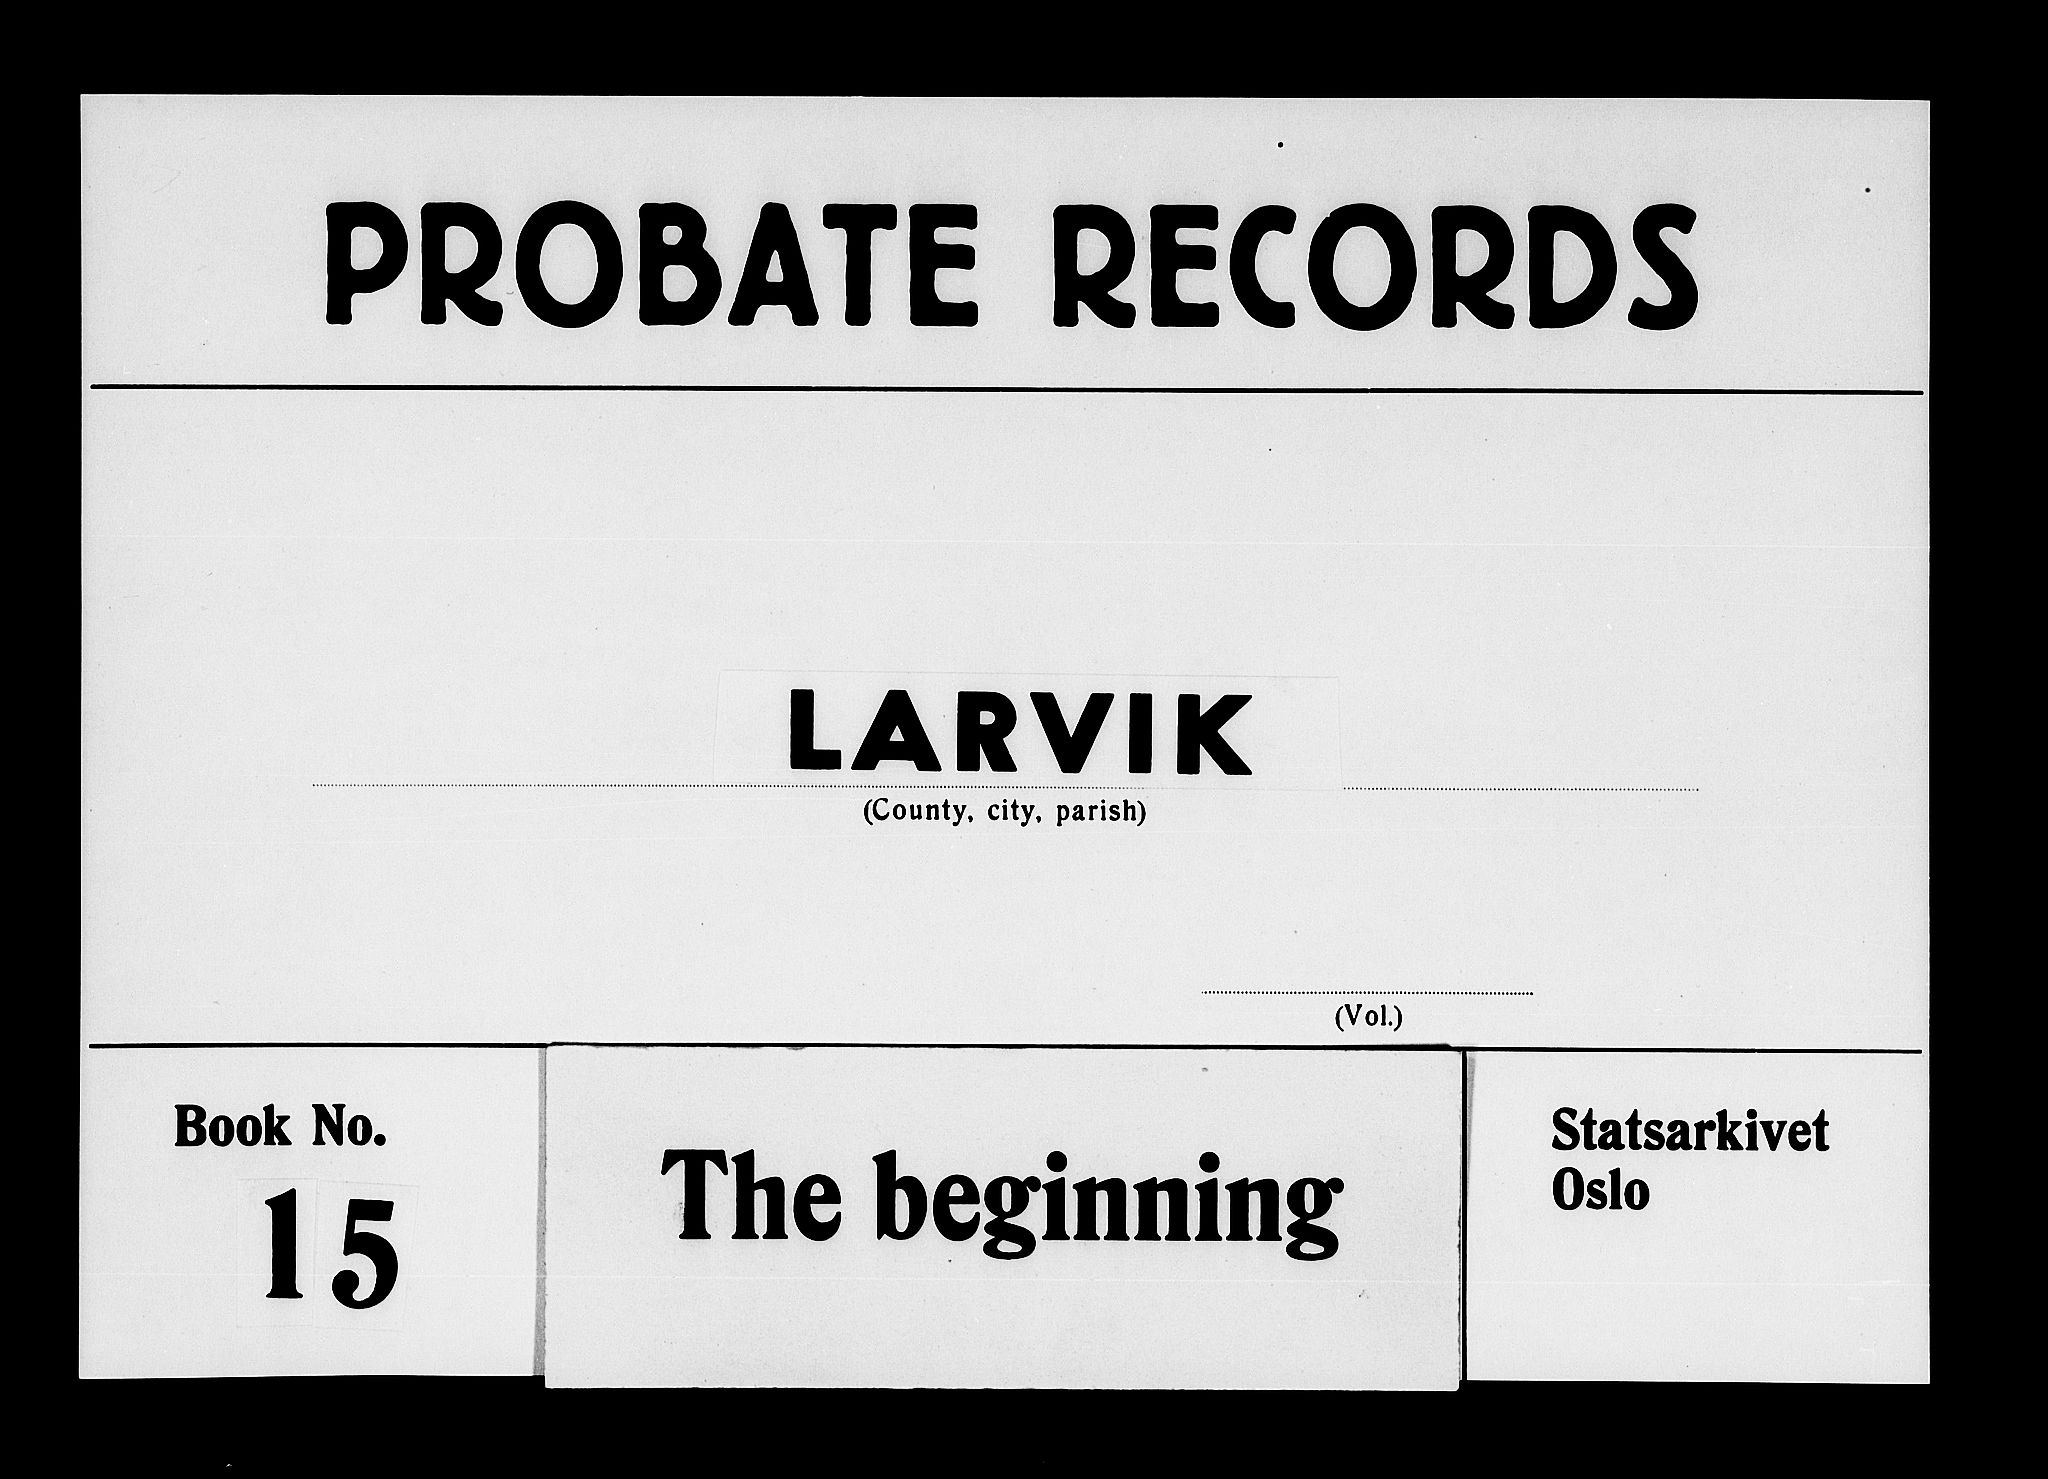 PROBATE RECORDS
LARVIK
(County, city, parish)
(Vol.)
Book No.
15
The beginning
Statsarkivet
Oslo